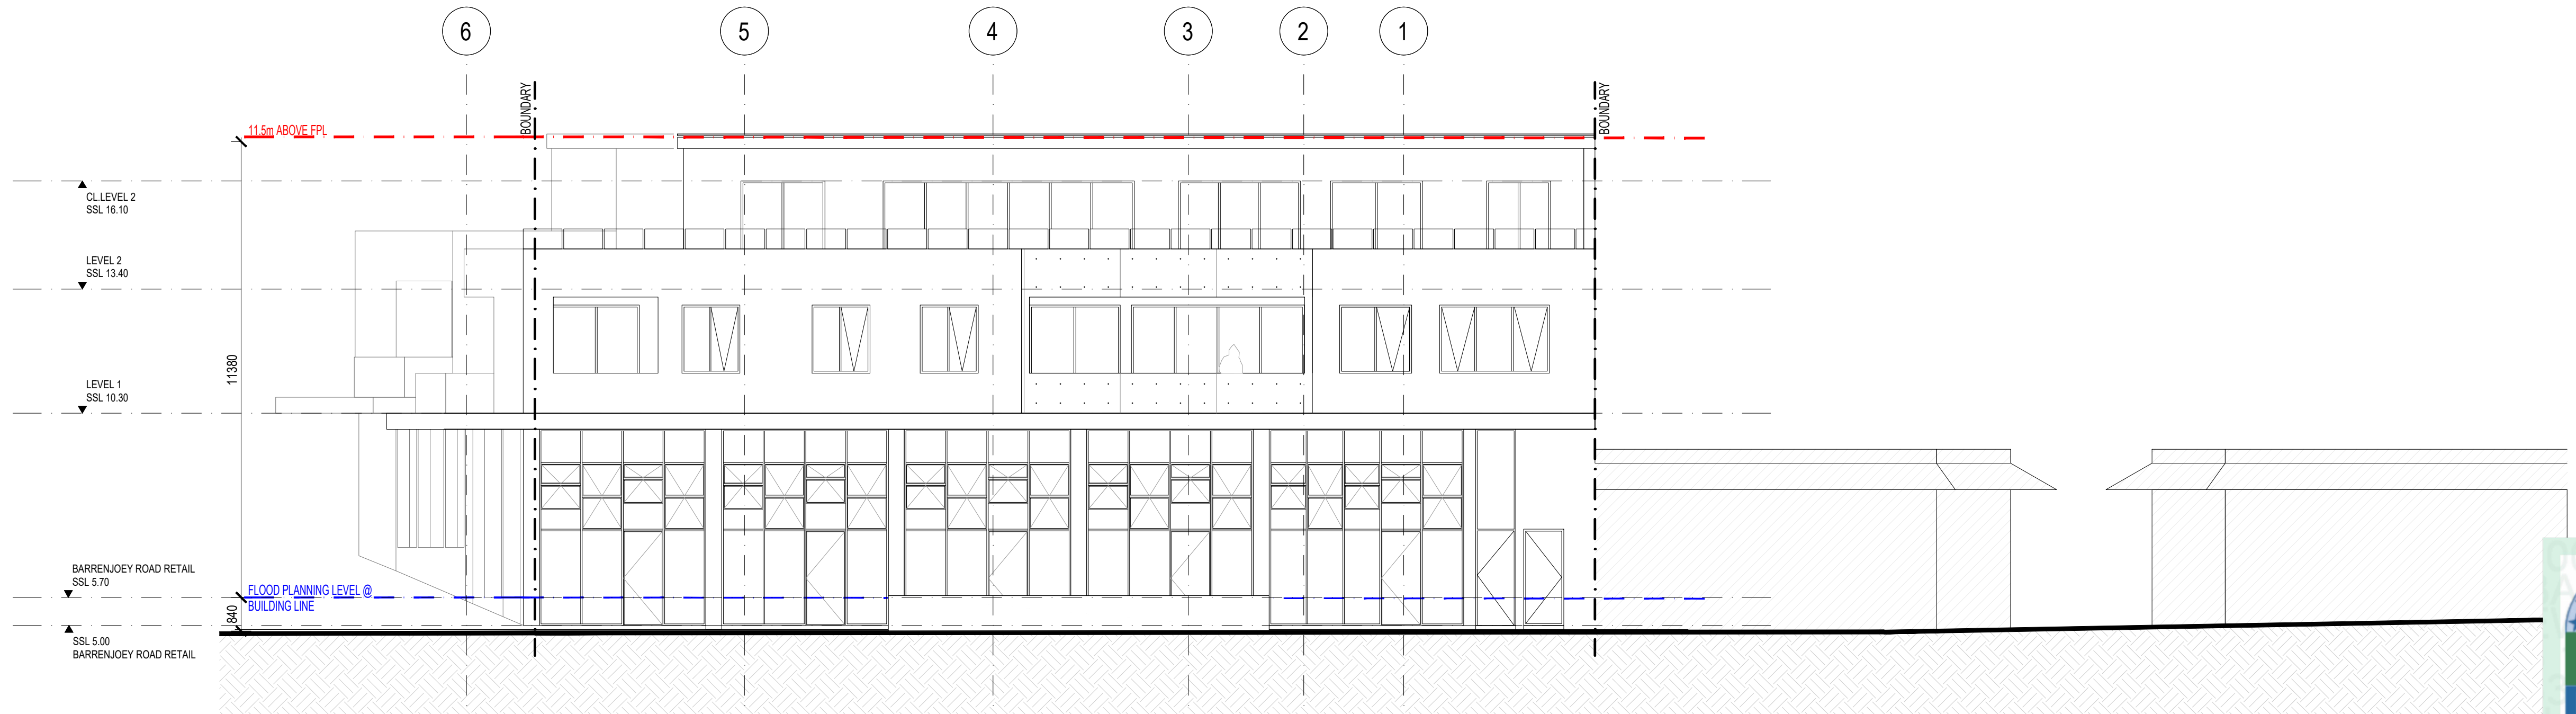 6
5
4
3
2
1
BOUNDARY
BOUNDARY
11.5m ABOVE FPL
CL.LEVEL 2
SSL 16.10
LEVEL 2
SSL 13.40
11380
LEVEL 1
SSL 10.30
BARRENJOEY ROAD RETAIL
SSL 5.70
FLOOD PLANNING LEVEL @
BUILDING LINE
840
SSL 5.00
BARRENJOEY ROAD RETAIL